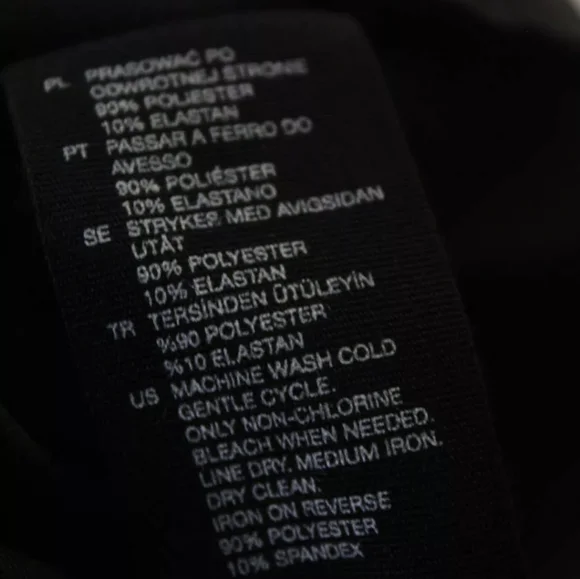 PL PRASOWAĆ PO
ODWROTNEJ STRONIE
90% POLIESTER
10% ELASTAN
PT PASSAR A FERRO DO
AVESSO
90% POLIÉSTER
10% ELASTANO
SE STRYKES MED AVIGSIDAN
UTÅT
90% POLYESTER
10% ELASTAN
TR TERSİNDEN ÜTÜLEYİN
%90 POLYESTER
%10 ELASTAN
US MACHINE WASH COLD
GENTLE CYCLE.
ONLY NON-CHLORINE
BLEACH WHEN NEEDED.
LINE DRY. MEDIUM IRON.
DRY CLEAN.
IRON ON REVERSE
90% POLYESTER
10% SPANDEX